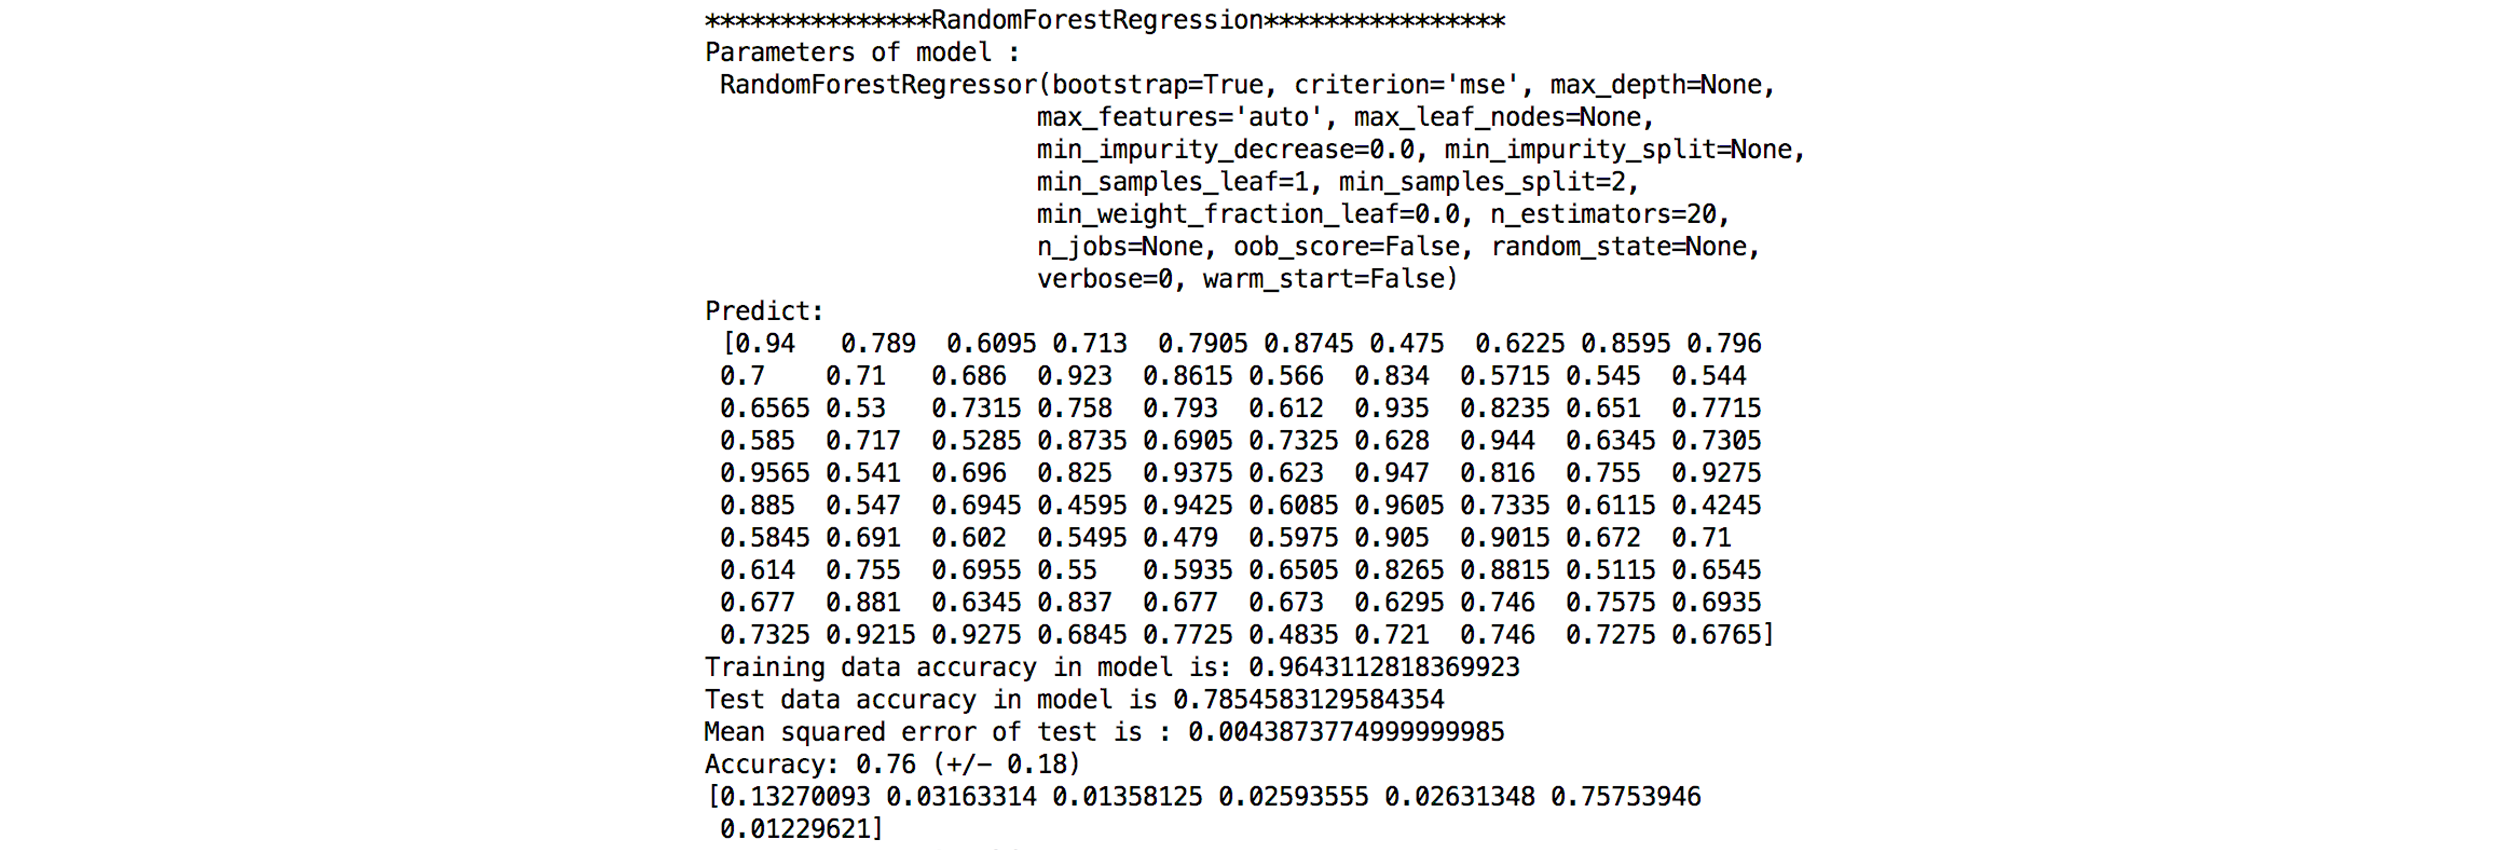 ***************RandomForestRegression****************
Parameters of model :
RandomForestRegressor(bootstrap=True, criterion='mse', max_depth=None,
max_features='auto', max_leaf_nodes=None,
min_impurity_decrease=0.0, min_impurity_split=None,
min_samples_leaf=1, min_samples_split=2,
min_weight_fraction_leaf=0.0, n_estimators=20,
n_jobs=None, oob_score=False, random_state=None,
verbose=0, warm_start=False)
Predict:
[0.94   0.789  0.6095 0.713  0.7905 0.8745 0.475  0.6225 0.8595 0.796
0.7    0.71   0.686  0.923  0.8615 0.566  0.834  0.5715 0.545  0.544
0.6565 0.53   0.7315 0.758  0.793  0.612  0.935  0.8235 0.651  0.7715
0.585  0.717  0.5285 0.8735 0.6905 0.7325 0.628  0.944  0.6345 0.7305
0.9565 0.541  0.696  0.825  0.9375 0.623  0.947  0.816  0.755  0.9275
0.885  0.547  0.6945 0.4595 0.9425 0.6085 0.9605 0.7335 0.6115 0.4245
0.5845 0.691  0.602  0.5495 0.479  0.5975 0.905  0.9015 0.672  0.71
0.614  0.755  0.6955 0.55   0.5935 0.6505 0.8265 0.8815 0.5115 0.6545
0.677  0.881  0.6345 0.837  0.677  0.673  0.6295 0.746  0.7575 0.6935
0.7325 0.9215 0.9275 0.6845 0.7725 0.4835 0.721  0.746  0.7275 0.6765]
Training data accuracy in model is: 0.9643112818369923
Test data accuracy in model is 0.7854583129584354
Mean squared error of test is : 0.0043873774999999985
Accuracy: 0.76 (+/- 0.18)
[0.13270093 0.03163314 0.01358125 0.02593555 0.02631348 0.75753946
0.01229621]